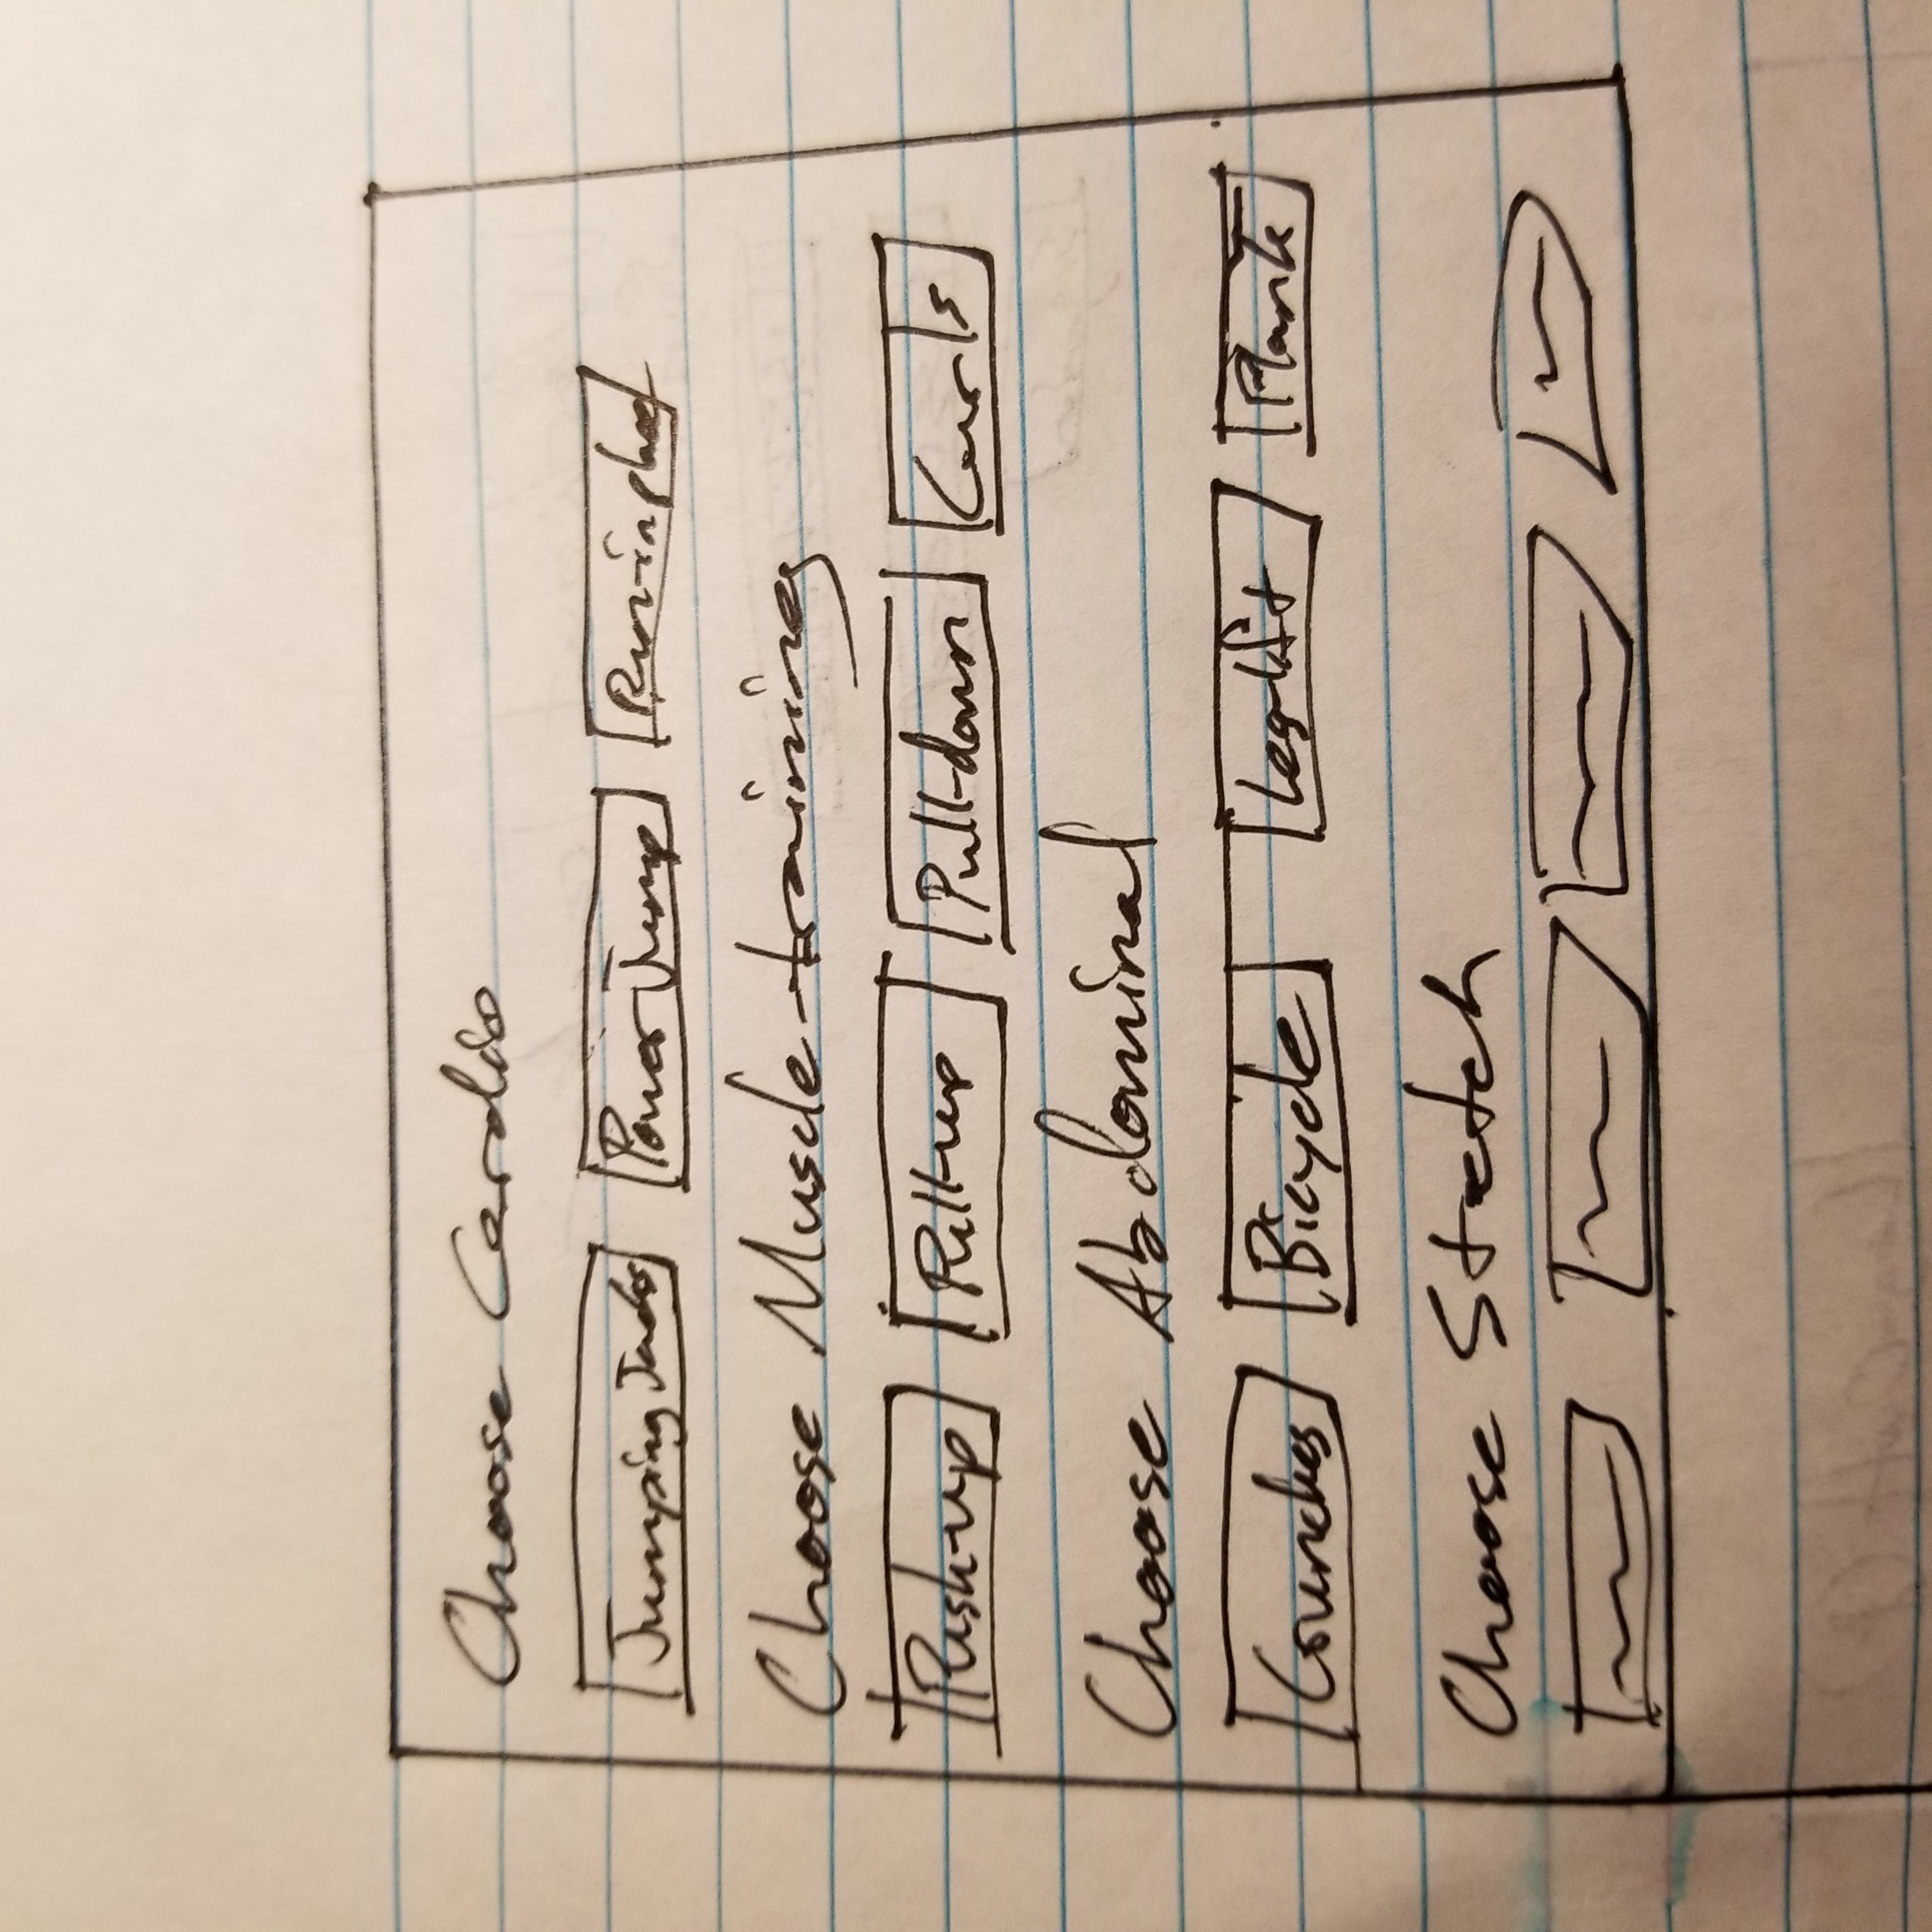 Choose Cardio
Jumping Jacks Power Jump Run-in place
Choose Muscle-training
Push-up Pull-up Pull-down Curls
Choose Abdominal
Crunches Bicycle Leg-lift Plank
Choose Stretch